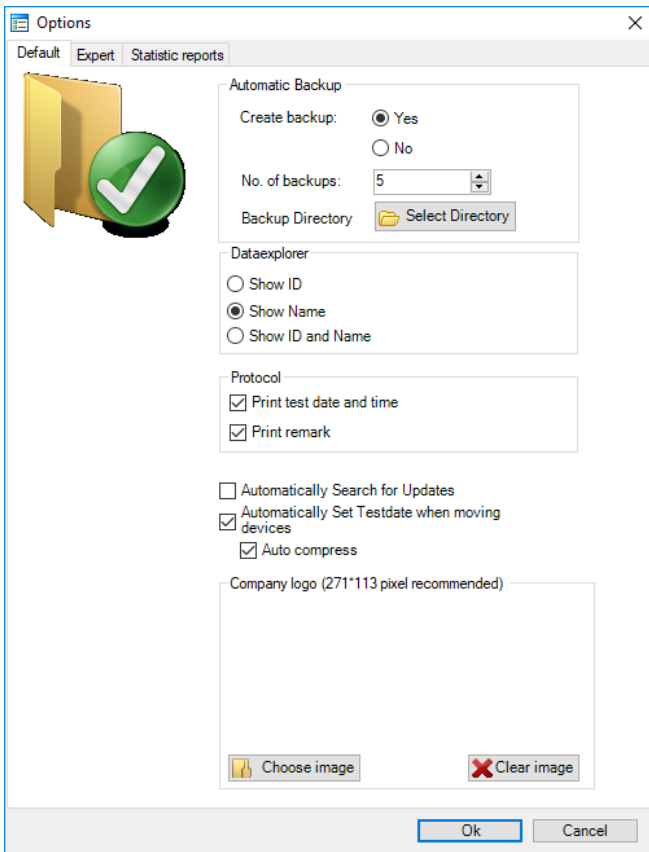 Options
Default Expert Statistic reports
Automatic Backup
Create backup: Yes
No
No. of backups: 5
Backup Directory Select Directory
Dataexplorer
Show ID
Show Name
Show ID and Name
Protocol
Print test date and time
Print remark
Automatically Search for Updates
Automatically Set Testdate when moving
devices
Auto compress
Company logo (271*113 pixel recommended)
Choose image Clear image
Ok Cancel